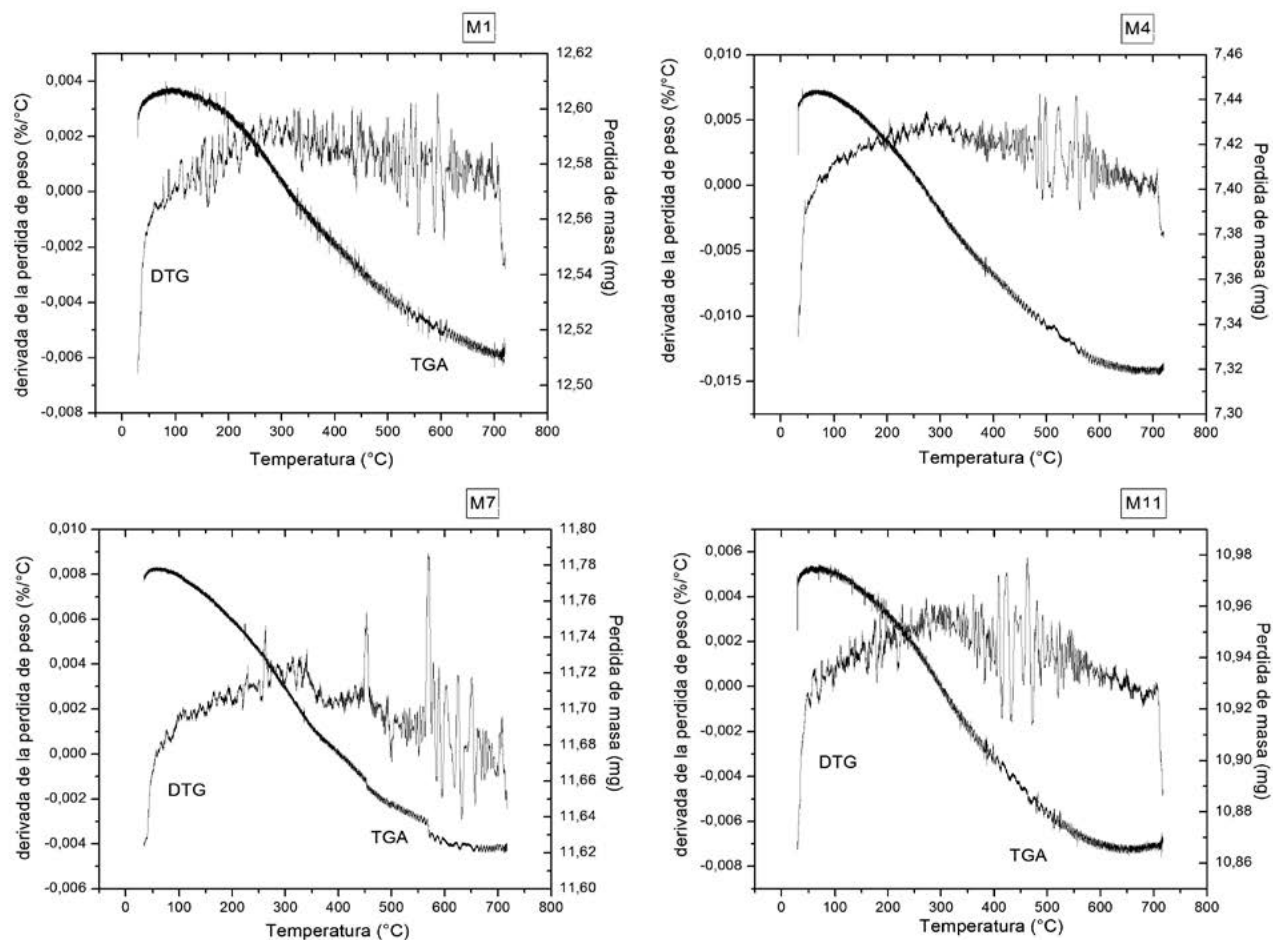 M1
derivada de la perdida de peso (%/°C)
0,004
0,002
0,000
-0,002
-0,004
-0,006
-0,008
12,62
12,60
12,58
12,56
12,54
12,52
12,50
Perdida de masa (mg)
DTG
TGA
0 100 200 300 400 500 600 700 800
Temperatura (°C)
M4
derivada de la perdida de peso (%/°C)
0,010
0,005
0,000
-0,005
-0,010
-0,015
7,46
7,44
7,42
7,40
7,38
7,36
7,34
7,32
7,30
Perdida de masa (mg)
0 100 200 300 400 500 600 700 800
Temperatura (°C)
M7
derivada de la perdida de peso (%/°C)
0,010
0,008
0,006
0,004
0,002
0,000
-0,002
-0,004
-0,006
11,80
11,78
11,76
11,74
11,72
11,70
11,68
11,66
11,64
11,62
11,60
Perdida de masa (mg)
DTG
TGA
0 100 200 300 400 500 600 700 800
Temperatura (°C)
M11
derivada de la perdida de peso (%/°C)
0,006
0,004
0,002
0,000
-0,002
-0,004
-0,006
-0,008
10,98
10,96
10,94
10,92
10,90
10,88
10,86
Perdida de masa (mg)
DTG
TGA
0 100 200 300 400 500 600 700 800
Temperatura (°C)